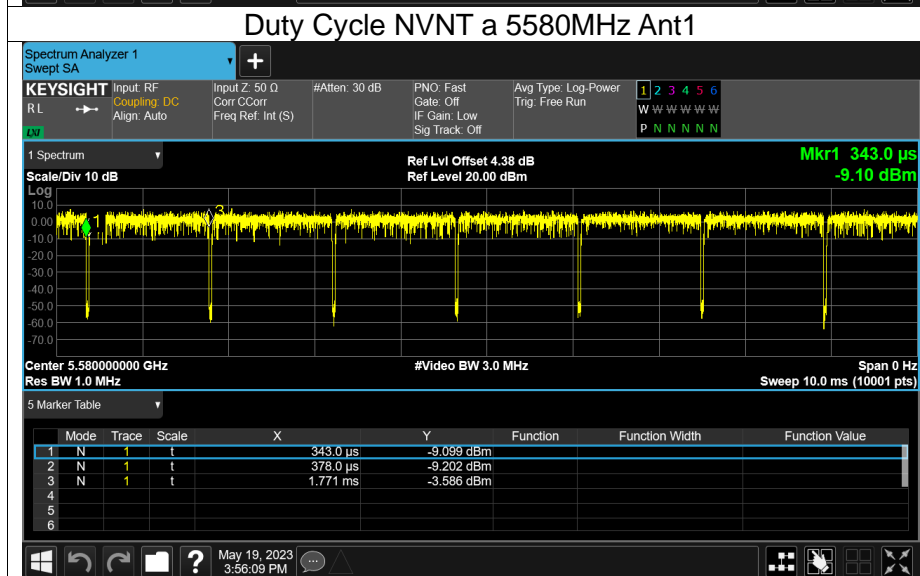 Duty Cycle NVNT a 5580MHz Ant1
Spectrum Analyzer 1
Swept SA
+
KEYSIGHT Input: RF Input Z: 50 Ω #Atten: 30 dB PNO: Fast Avg Type: Log-Power 1 2 3 4 5 6
R L Coupling: DC Corr CCorr Gate: Off Trig: Free Run W W W W W W
Align: Auto Freq Ref: Int (S) IF Gain: Low
LXI Sig Track: Off P N N N N N
1 Spectrum Ref Lvl Offset 4.38 dB Mkr1 343.0 µs
Scale/Div 10 dB Ref Level 20.00 dBm -9.10 dBm
Log
10.0
0.00
-10.0
-20.0
-30.0
-40.0
-50.0
-60.0
-70.0
1 3
Center 5.580000000 GHz #Video BW 3.0 MHz Span 0 Hz
Res BW 1.0 MHz Sweep 10.0 ms (10001 pts)
5 Marker Table
Mode Trace Scale X Y Function Function Width Function Value
1 N 1 t 343.0 µs -9.099 dBm
2 N 1 t 378.0 µs -9.202 dBm
3 N 1 t 1.771 ms -3.586 dBm
4
5
6
? May 19, 2023
3:56:09 PM